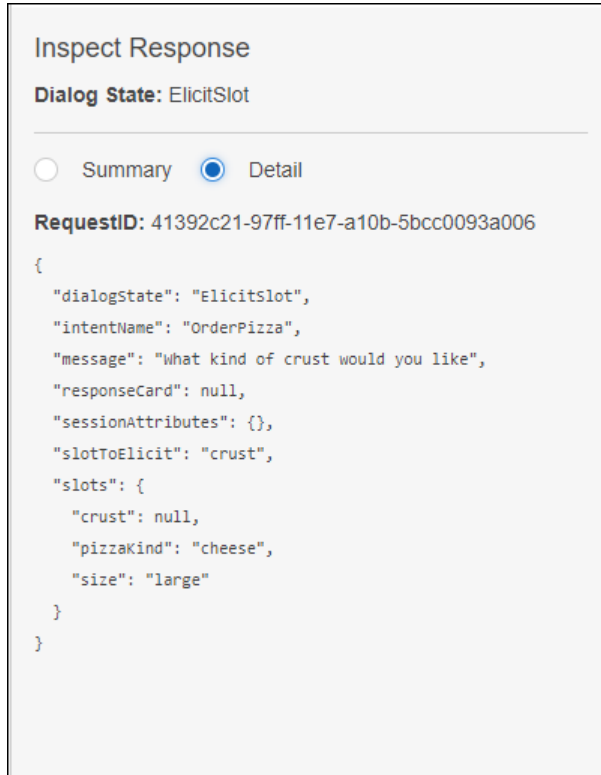 Inspect Response
Dialog State: ElicitSlot
Summary Detail
RequestID: 41392c21-97ff-11e7-a10b-5bcc0093a006
{
  "dialogState": "ElicitSlot",
  "intentName": "OrderPizza",
  "message": "What kind of crust would you like",
  "responseCard": null,
  "sessionAttributes": {},
  "slotToElicit": "crust",
  "slots": {
    "crust": null,
    "pizzaKind": "cheese",
    "size": "large"
  }
}